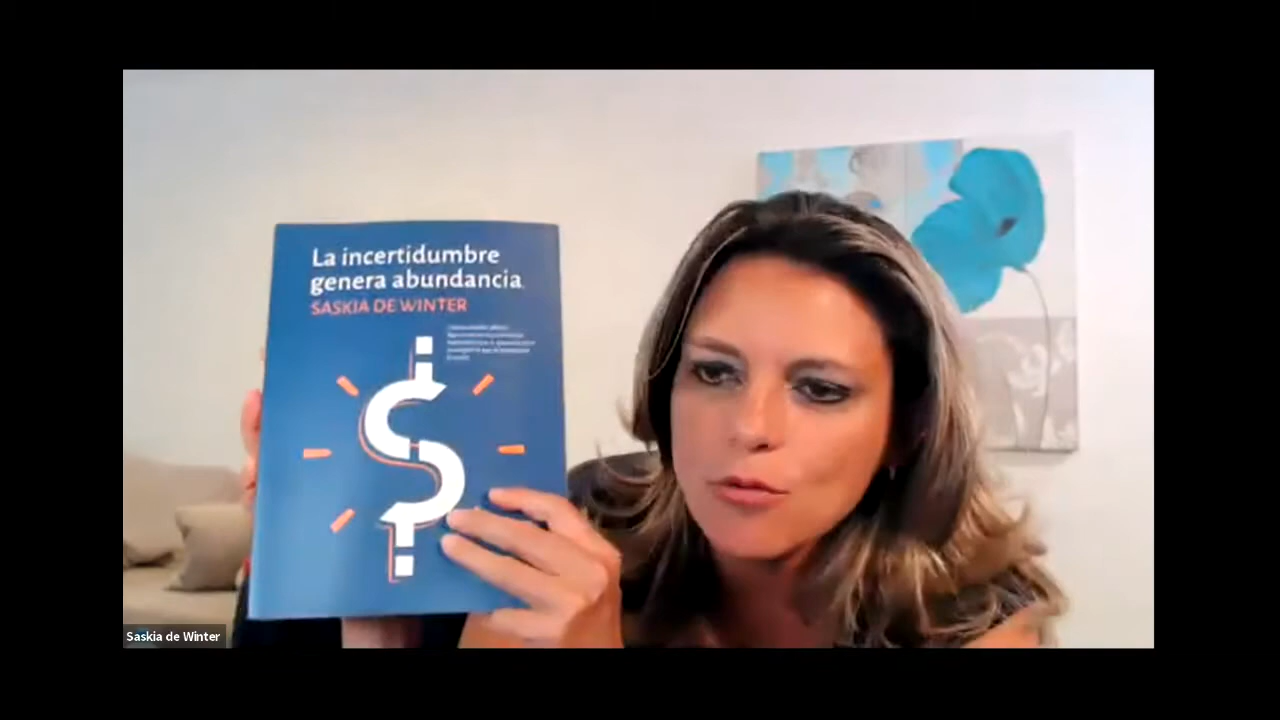 La incertidumbre
genera abundancia
SASKIA DE WINTER
$
Saskia de Winter